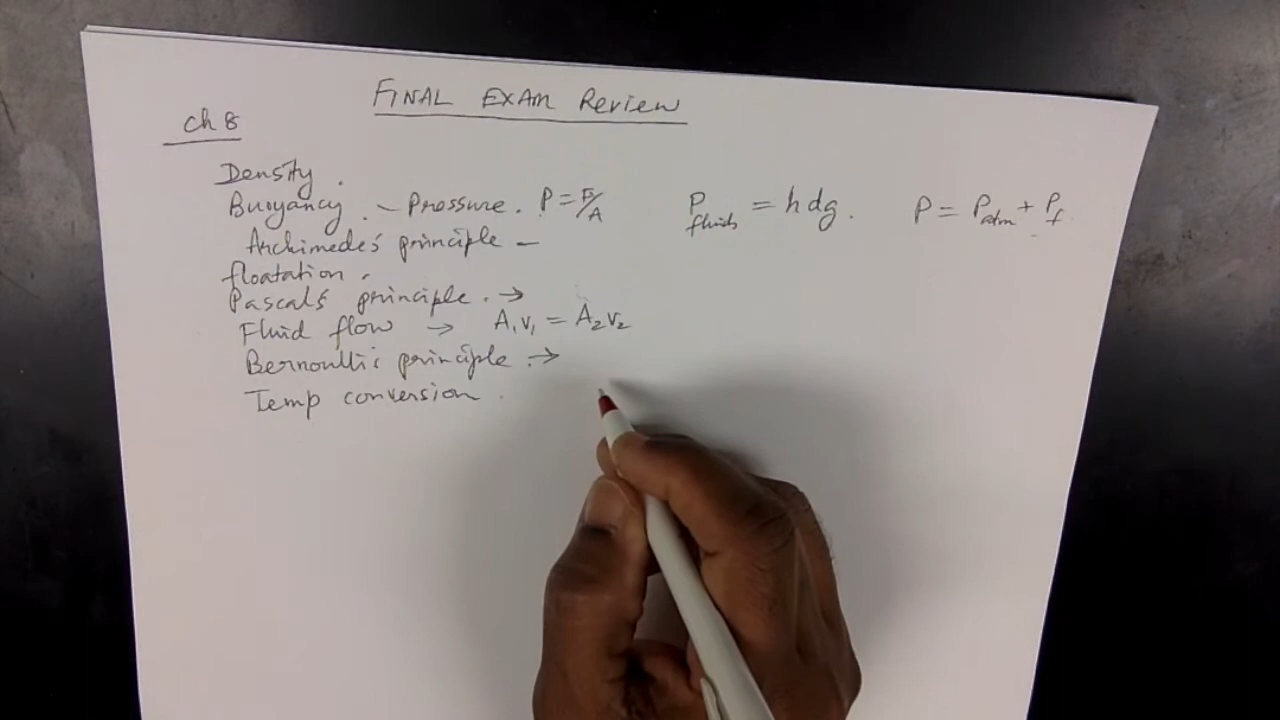 FINAL EXAM Review
Ch 8
Density.
Buoyancy. - Pressure. P = F/A P fluids = hdg. P = Patm + Pf
Archimede's principle -
floatation.
Pascal's principle. →
Fluid flow → A₁v₁ = A₂v₂
Bernoulli's principle. →
Temp conversion.